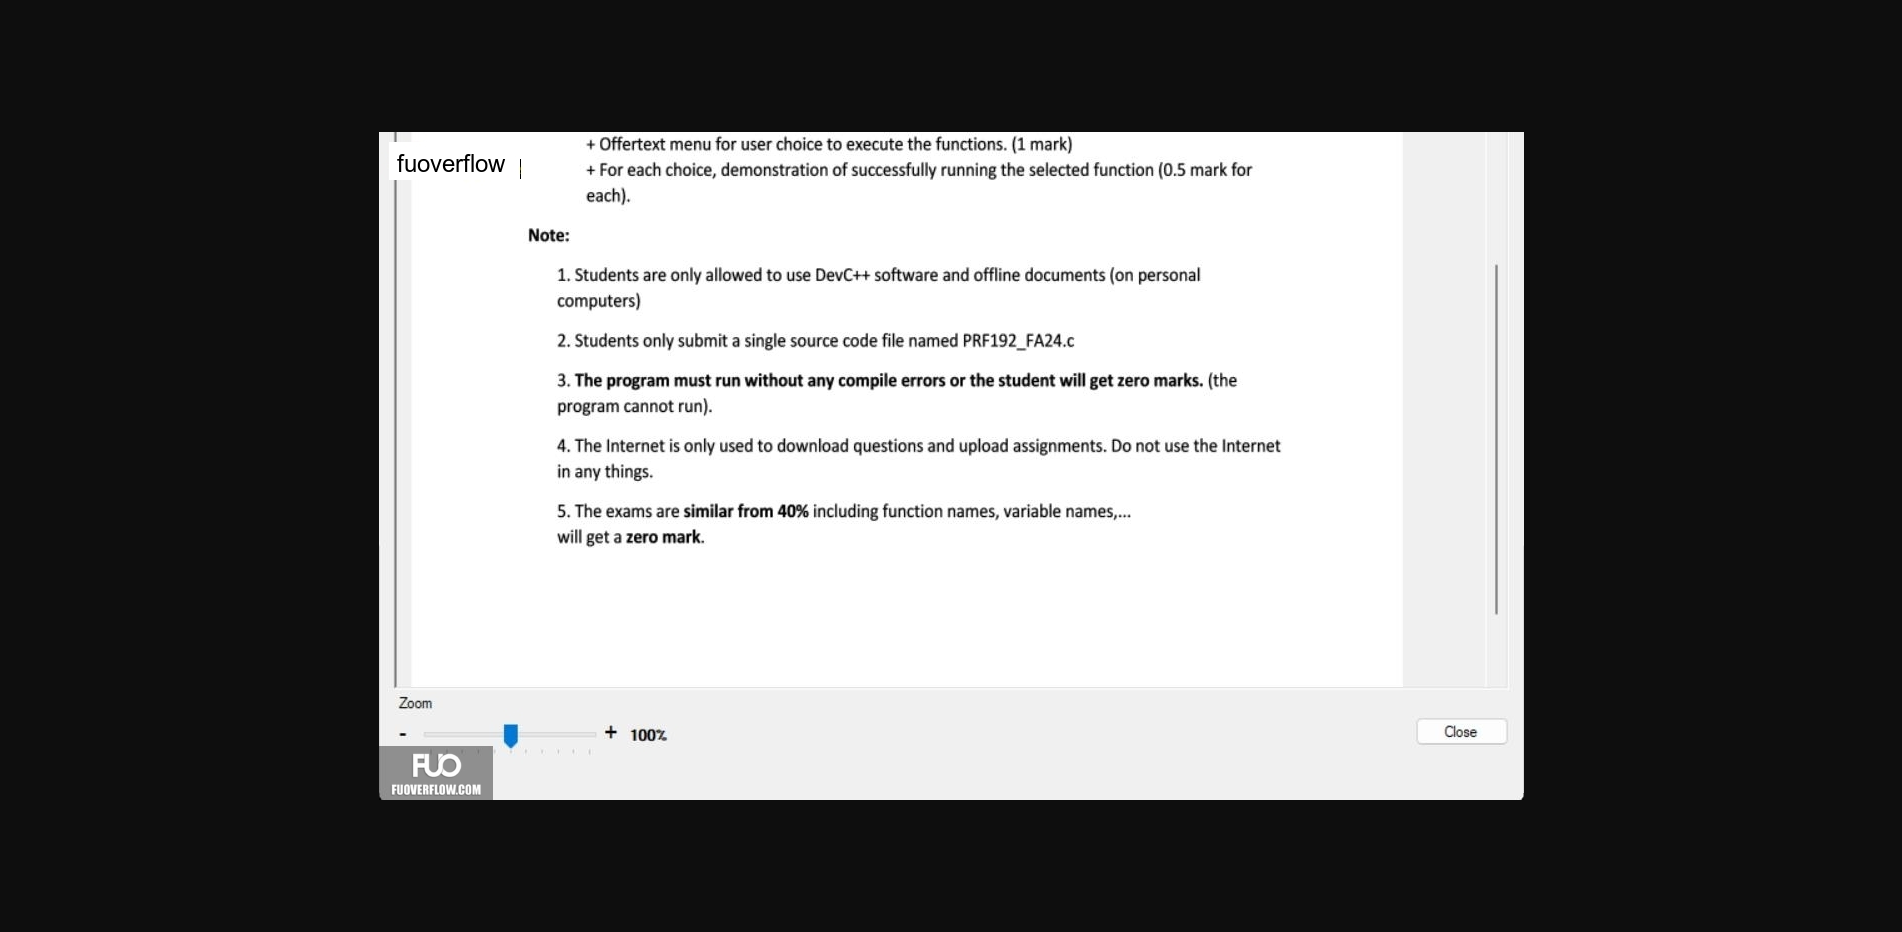 + Offertext menu for user choice to execute the functions. (1 mark)
fuoverflow
+ For each choice, demonstration of successfully running the selected function (0.5 mark for
each).
Note:
1. Students are only allowed to use DevC++ software and offline documents (on personal
computers)
2. Students only submit a single source code file named PRF192_FA24.c
3. The program must run without any compile errors or the student will get zero marks. (the
program cannot run).
4. The Internet is only used to download questions and upload assignments. Do not use the Internet
in any things.
5. The exams are similar from 40% including function names, variable names,...
will get a zero mark.
Zoom
- + 100%
Close
FUO
FUOVERFLOW.COM